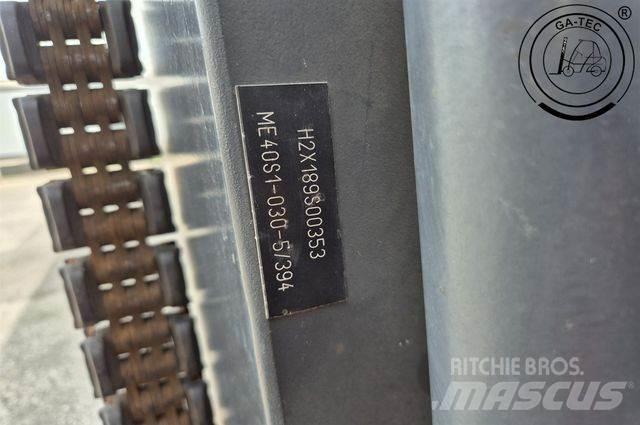 GA-TEC
®
H2X189S00353
ME40S1-030-5/394
RITCHIE BROS.
MASCUS